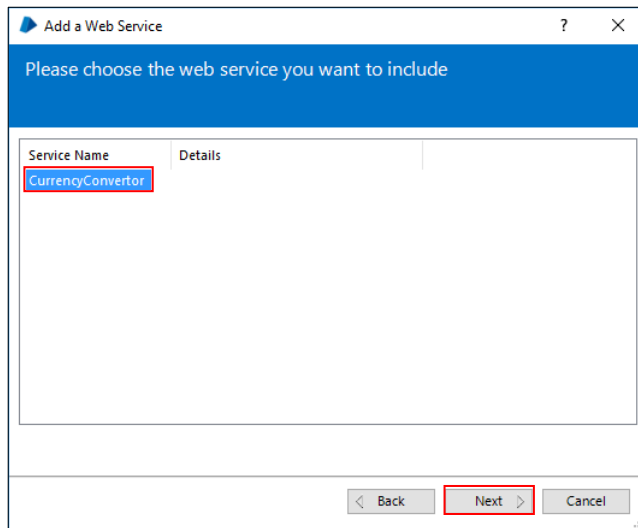 Add a Web Service ?
Please choose the web service you want to include
Service Name Details
CurrencyConvertor
Back Next Cancel